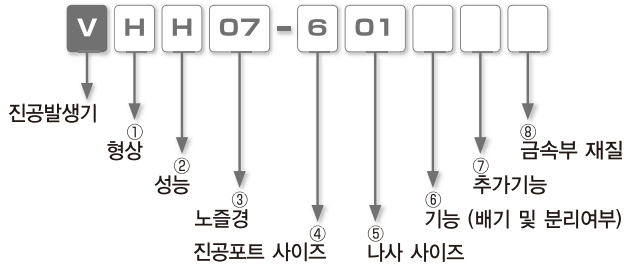 V H H 07 - 6 01
진공발생기
① 형상
② 성능
③ 노즐경
④ 진공포트 사이즈
⑤ 나사 사이즈
⑥ 기능 (배기 및 분리여부)
⑦ 추가기능
⑧ 금속부 재질